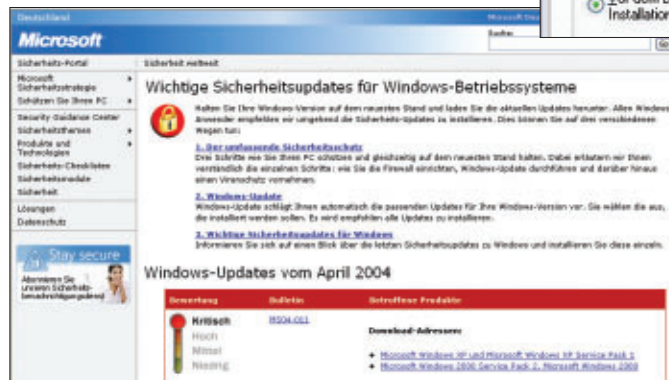 Deutschland
Microsoft
Suche:
Installation
Sicherheits-Portal
Sicherheit weltweit
Microsoft
Sicherheitsstrategie
Schützen Sie Ihren PC
Security Guidance Center
Sicherheitsthemen
Produkte und
Technologien
Sicherheits-Checklisten
Sicherheitsmodule
Sicherheit
Lösungen
Datenschutz
Stay secure
Abonnieren Sie
unseren Sicherheits-
benachrichtigungsdienst
Wichtige Sicherheitsupdates für Windows-Betriebssysteme
Halten Sie Ihre Windows-Version auf dem neuesten Stand und laden Sie die aktuellen Updates herunter. Allen Windows
Anwender empfehlen wir umgehend die Sicherheits-Updates zu installieren. Dies können Sie auf drei verschiedenen
Wegen tun:
1. Der umfassende Sicherheitsschutz
Drei Schritte wie Sie Ihren PC schützen und gleichzeitig auf dem neuesten Stand halten. Dabei erläutern wir Ihnen
verständlich die einzelnen Schritte: wie Sie die Firewall einrichten, Windows-Update durchführen und darüber hinaus
einen Virenschutz vornehmen.
2. Windows-Update
Windows-Update schlägt Ihnen automatisch die passenden Updates für Ihre Windows-Version vor. Sie wählen die aus,
die installiert werden sollen. Es wird empfohlen alle Updates zu installieren.
3. Wichtige Sicherheitsupdates für Windows
Informieren Sie sich auf einen Blick über die letzten Sicherheitsupdates zu Windows und installieren Sie diese einzeln.
Windows-Updates vom April 2004
Bewertung Bulletin Betroffene Produkte
Kritisch MS04-011
Hoch
Mittel
Niedrig
Download-Adressen:
Microsoft Windows XP und Microsoft Windows XP Service Pack 1
Microsoft Windows 2000 Service Pack 2, Microsoft Windows 2000